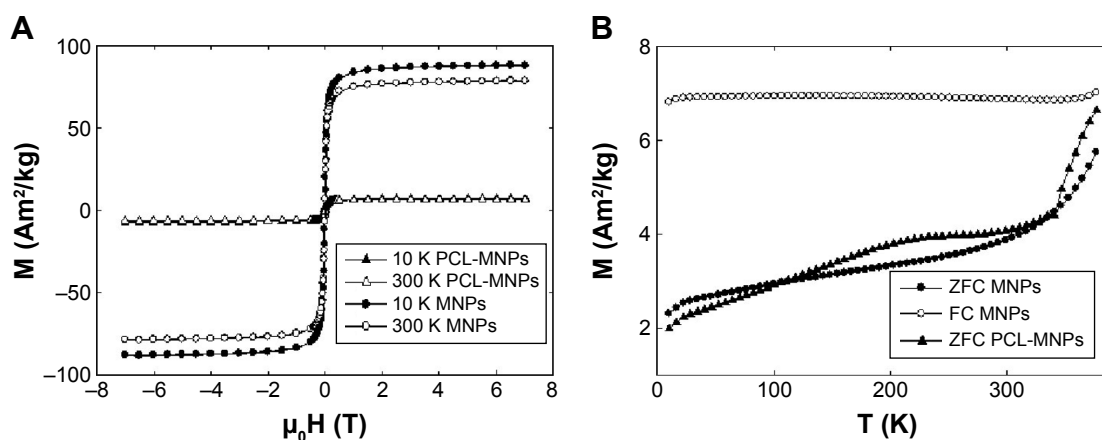 A
100
50
0
–50
–100
M (Am²/kg)
–8
–6
–4
–2
0
2
4
6
8
μ₀H (T)
10 K PCL-MNPs
300 K PCL-MNPs
10 K MNPs
300 K MNPs
B
8
6
4
2
M (Am²/kg)
0
100
200
300
T (K)
ZFC MNPs
FC MNPs
ZFC PCL-MNPs